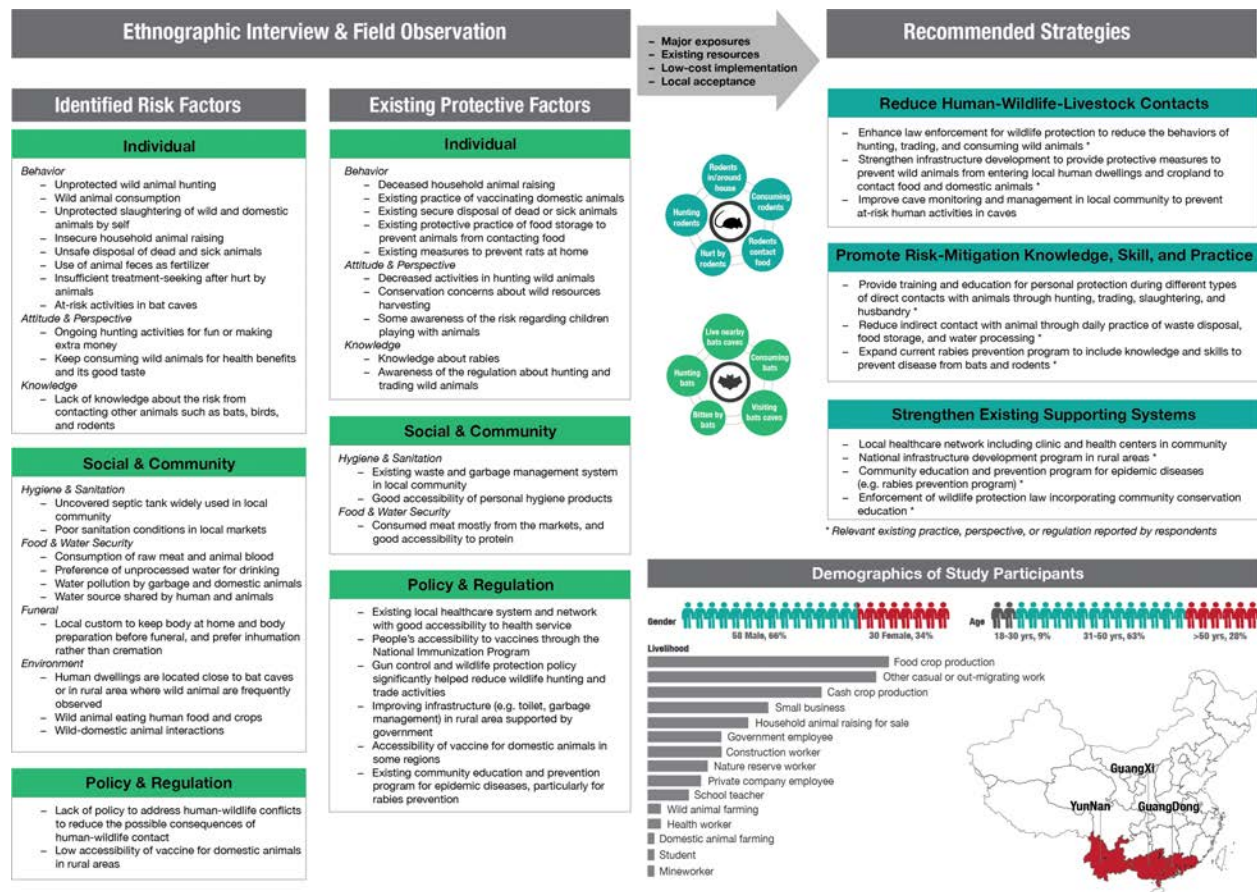 Ethnographic Interview & Field Observation
– Major exposures
– Existing resources
– Low-cost implementation
– Local acceptance
Recommended Strategies
Identified Risk Factors
Individual
Behavior
– Unprotected wild animal hunting
– Wild animal consumption
– Unprotected slaughtering of wild and domestic
animals by self
– Insecure household animal raising
– Unsafe disposal of dead and sick animals
– Use of animal feces as fertilizer
– Insufficient treatment-seeking after hurt by
animals
– At-risk activities in bat caves
Attitude & Perspective
– Ongoing hunting activities for fun or making
extra money
– Keep consuming wild animals for health benefits
and its good taste
Knowledge
– Lack of knowledge about the risk from
contacting other animals such as bats, birds,
and rodents
Social & Community
Hygiene & Sanitation
– Uncovered septic tank widely used in local
community
– Poor sanitation conditions in local markets
Food & Water Security
– Consumption of raw meat and animal blood
– Preference of unprocessed water for drinking
– Water pollution by garbage and domestic animals
– Water source shared by human and animals
Funeral
– Local custom to keep body at home and body
preparation before funeral, and prefer inhumation
rather than cremation
Environment
– Human dwellings are located close to bat caves
or in rural area where wild animal are frequently
observed
– Wild animal eating human food and crops
– Wild-domestic animal interactions
Policy & Regulation
– Lack of policy to address human-wildlife conflicts
to reduce the possible consequences of
human-wildlife contact
– Low accessibility of vaccine for domestic animals
in rural areas
Existing Protective Factors
Individual
Behavior
– Deceased household animal raising
– Existing practice of vaccinating domestic animals
– Existing secure disposal of dead or sick animals
– Existing protective practice of food storage to
prevent animals from contacting food
– Existing measures to prevent rats at home
Attitude & Perspective
– Decreased activities in hunting wild animals
– Conservation concerns about wild resources
harvesting
– Some awareness of the risk regarding children
playing with animals
Knowledge
– Knowledge about rabies
– Awareness of the regulation about hunting and
trading wild animals
Social & Community
Hygiene & Sanitation
– Existing waste and garbage management system
in local community
– Good accessibility of personal hygiene products
Food & Water Security
– Consumed meat mostly from the markets, and
good accessibility to protein
Policy & Regulation
– Existing local healthcare system and network
with good accessibility to health service
– People's accessibility to vaccines through the
National Immunization Program
– Gun control and wildlife protection policy
significantly helped reduce wildlife hunting and
trade activities
– Improving infrastructure (e.g. toilet, garbage
management) in rural area supported by
government
– Accessibility of vaccine for domestic animals in
some regions
– Existing community education and prevention
program for epidemic diseases, particularly for
rabies prevention
Rodents
in/around
house
Consuming
rodents
Rodents
contact
food
Hurt by
rodents
Hunting
rodents
Live nearby
bats caves
Consuming
bats
Visiting
bats caves
Bitten by
bats
Hunting
bats
Reduce Human-Wildlife-Livestock Contacts
– Enhance law enforcement for wildlife protection to reduce the behaviors of
hunting, trading, and consuming wild animals *
– Strengthen infrastructure development to provide protective measures to
prevent wild animals from entering local human dwellings and cropland to
contact food and domestic animals *
– Improve cave monitoring and management in local community to prevent
at-risk human activities in caves
Promote Risk-Mitigation Knowledge, Skill, and Practice
– Provide training and education for personal protection during different types
of direct contacts with animals through hunting, trading, slaughtering, and
husbandry *
– Reduce indirect contact with animal through daily practice of waste disposal,
food storage, and water processing *
– Expand current rabies prevention program to include knowledge and skills to
prevent disease from bats and rodents *
Strengthen Existing Supporting Systems
– Local healthcare network including clinic and health centers in community
– National infrastructure development program in rural areas *
– Community education and prevention program for epidemic diseases
(e.g. rabies prevention program) *
– Enforcement of wildlife protection law incorporating community conservation
education *
* Relevant existing practice, perspective, or regulation reported by respondents
Demographics of Study Participants
Gender
58 Male, 66%
30 Female, 34%
Age
18-30 yrs, 9%
31-50 yrs, 63%
>50 yrs, 28%
Livelihood
Food crop production
Other casual or out-migrating work
Cash crop production
Small business
Household animal raising for sale
Government employee
Construction worker
Nature reserve worker
Private company employee
School teacher
Wild animal farming
Health worker
Domestic animal farming
Student
Mineworker
GuangXi
YunNan
GuangDong